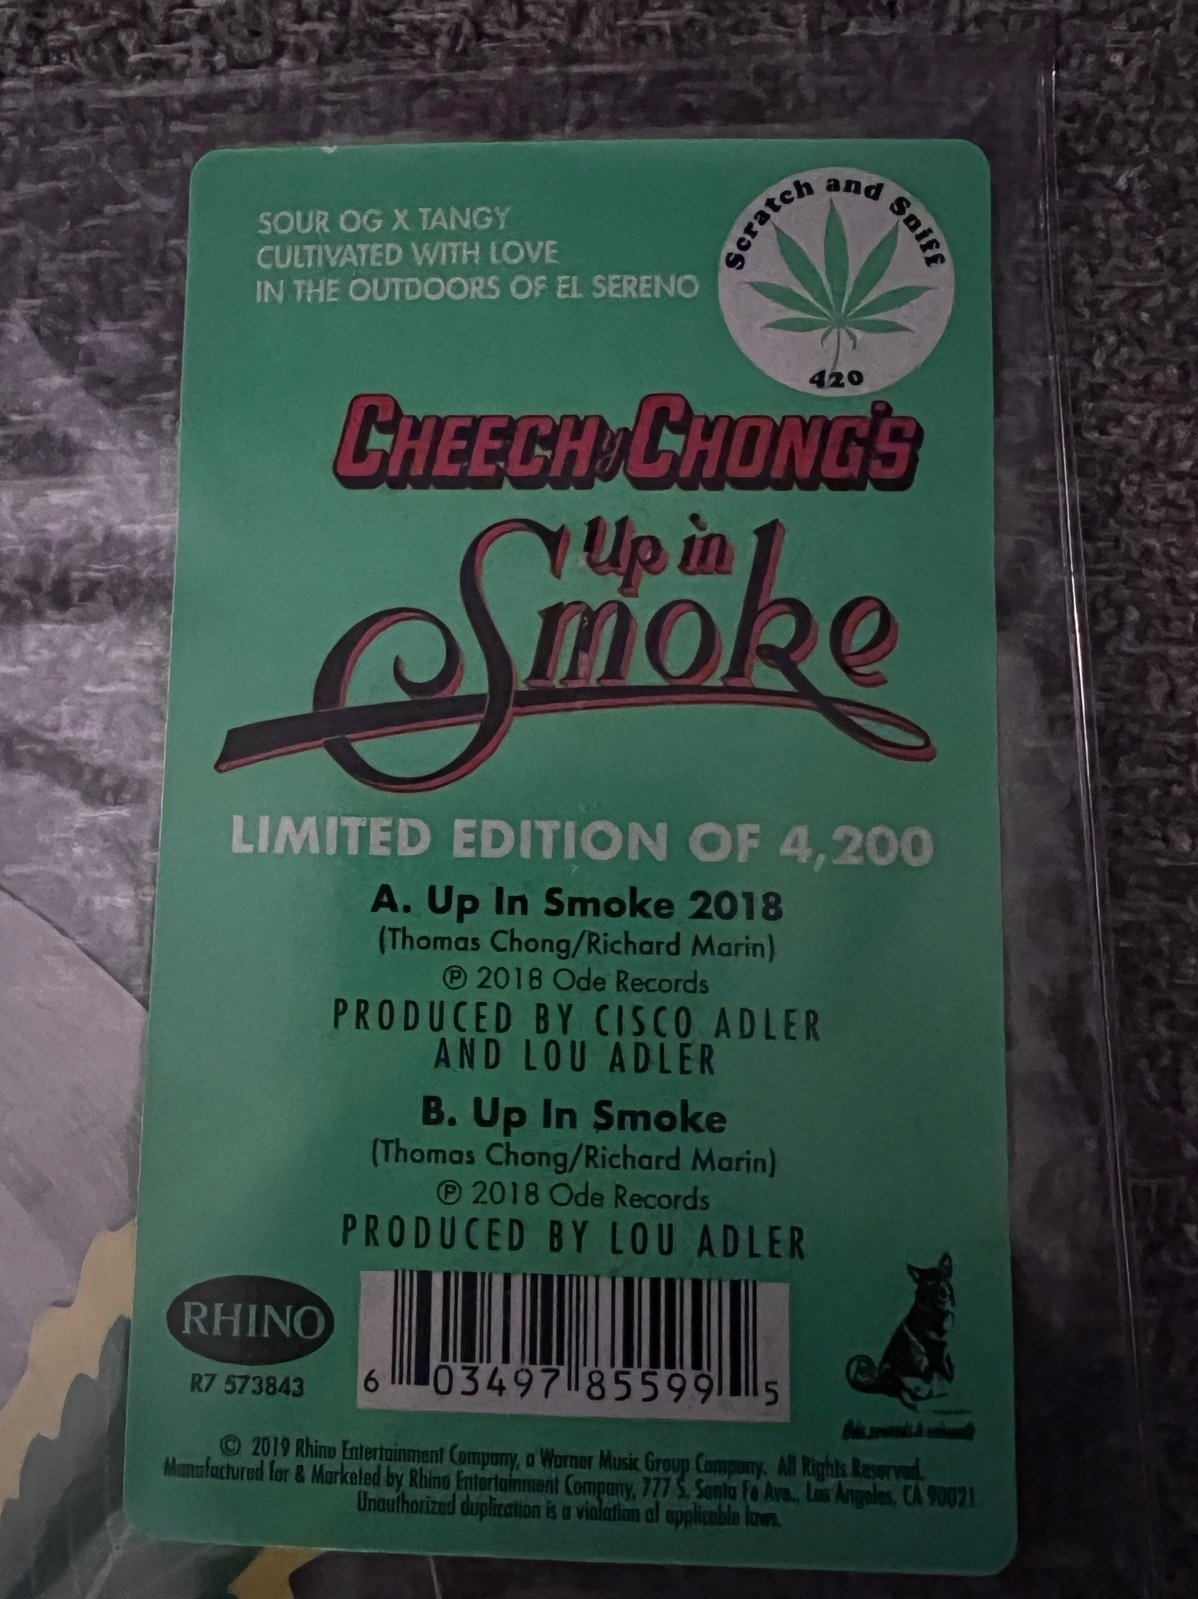 SOUR OG X TANGY
CULTIVATED WITH LOVE
IN THE OUTDOORS OF EL SERENO
Scratch and Sniff
420
CHEECH y CHONG'S
Up in
Smoke
LIMITED EDITION OF 4,200
A. Up In Smoke 2018
(Thomas Chong/Richard Marin)
℗ 2018 Ode Records
PRODUCED BY CISCO ADLER
AND LOU ADLER
B. Up In Smoke
(Thomas Chong/Richard Marin)
℗ 2018 Ode Records
PRODUCED BY LOU ADLER
RHINO
R7 573843
6 03497 85599 5
© 2019 Rhino Entertainment Company, a Warner Music Group Company. All Rights Reserved.
Manufactured for & Marketed by Rhino Entertainment Company, 777 S. Santa Fe Ave., Los Angeles, CA 90021
Unauthorized duplication is a violation of applicable laws.